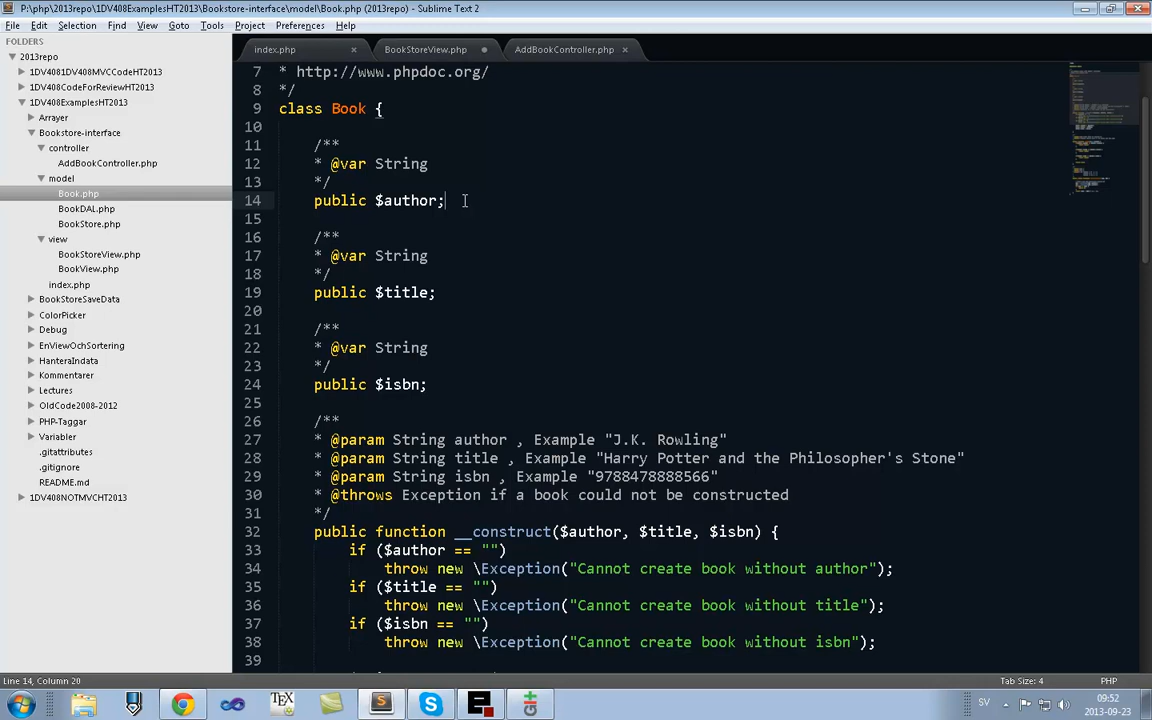 P:\php\2013repo\1DV408ExamplesHT2013\Bookstore-interface\model\Book.php (2013repo) - Sublime Text 2
File Edit Selection Find View Goto Tools Project Preferences Help
FOLDERS
2013repo
1DV4081DV408MVCCodeHT2013
1DV408CodeForReviewHT2013
1DV408ExamplesHT2013
Arrayer
Bookstore-interface
controller
AddBookController.php
model
Book.php
BookDAL.php
BookStore.php
view
BookStoreView.php
BookView.php
index.php
BookStoreSaveData
ColorPicker
Debug
EnViewOchSortering
HanteraIndata
Kommentarer
Lectures
OldCode2008-2012
PHP-Taggar
Variabler
.gitattributes
.gitignore
README.md
1DV408NOTMVCHT2013
index.php × BookStoreView.php AddBookController.php ×
7 * http://www.phpdoc.org/
8 */
9 class Book {
10
11 /**
12 * @var String
13 */
14 public $author;
15
16 /**
17 * @var String
18 */
19 public $title;
20
21 /**
22 * @var String
23 */
24 public $isbn;
25
26 /**
27 * @param String author , Example "J.K. Rowling"
28 * @param String title , Example "Harry Potter and the Philosopher's Stone"
29 * @param String isbn , Example "9788478888566"
30 * @throws Exception if a book could not be constructed
31 */
32 public function __construct($author, $title, $isbn) {
33 if ($author == "")
34 throw new \Exception("Cannot create book without author");
35 if ($title == "")
36 throw new \Exception("Cannot create book without title");
37 if ($isbn == "")
38 throw new \Exception("Cannot create book without isbn");
39
Line 14, Column 20 Tab Size: 4 PHP
SV 09:52
2013-09-23